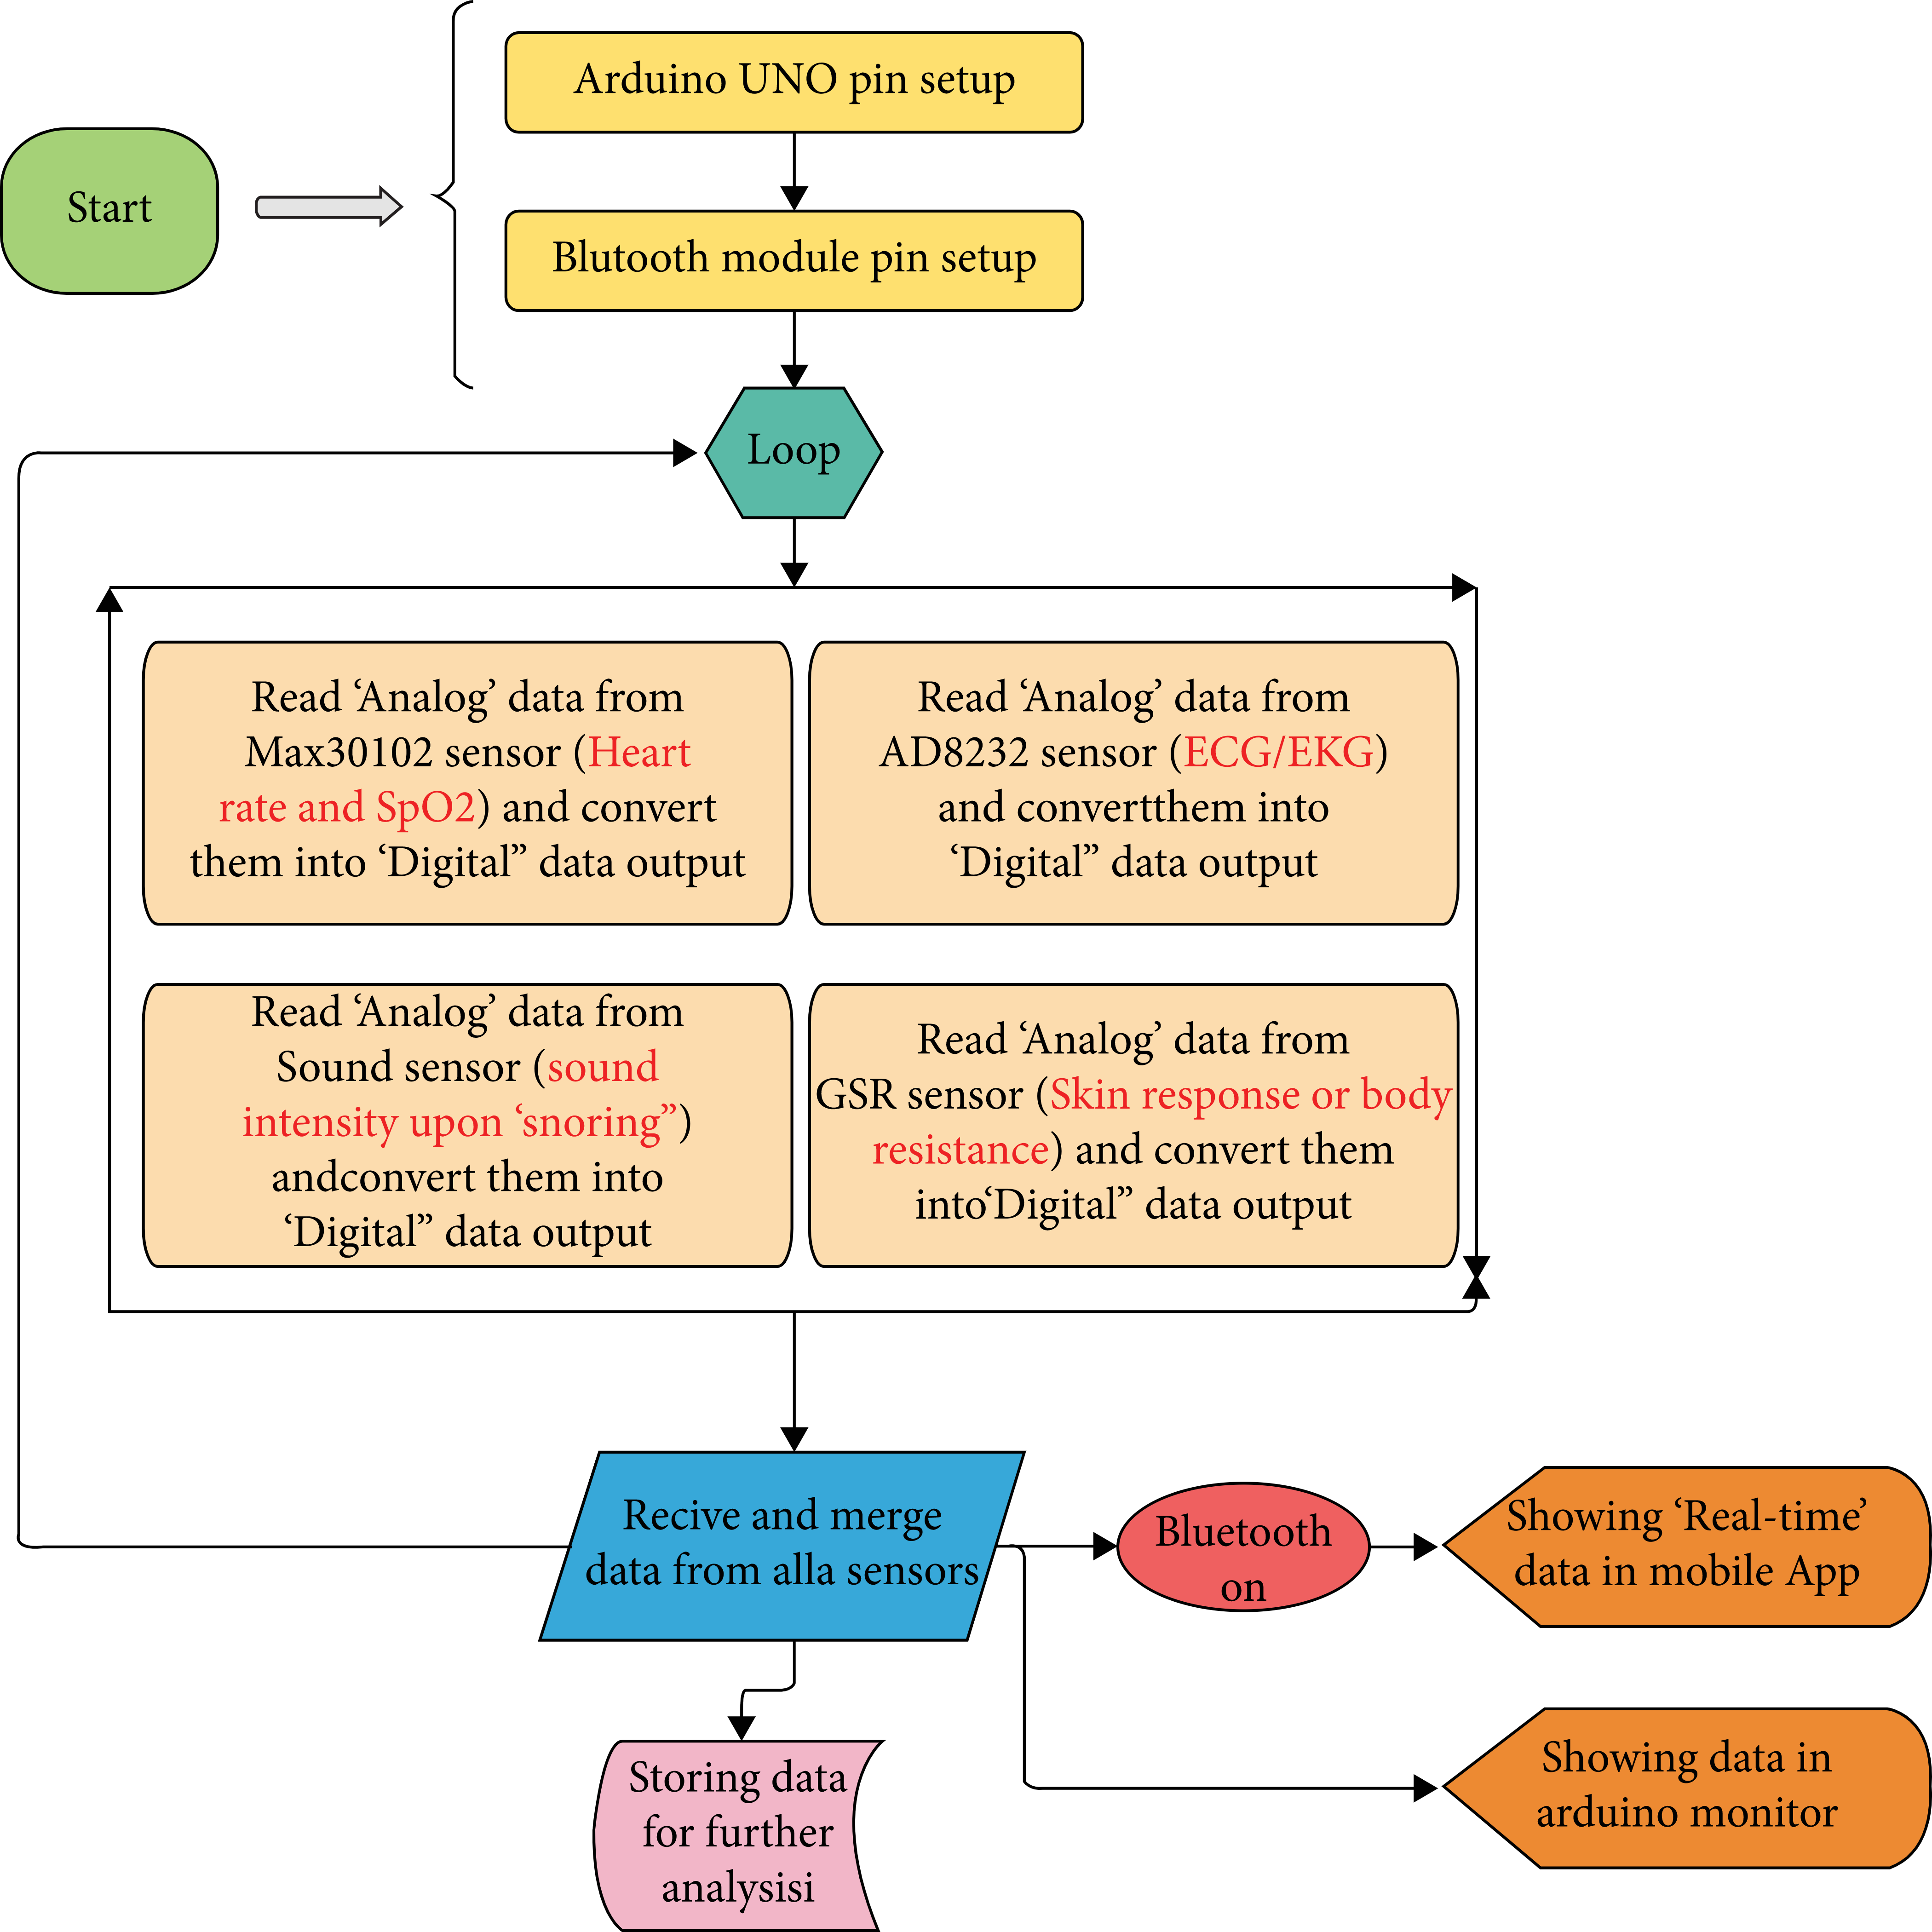 Arduino UNO pin setup
Start
Blutooth module pin setup
Loop
Read ‘Analog’ data from
Max30102 sensor (Heart
rate and SpO2) and convert
them into ‘Digital” data output
Read ‘Analog’ data from
AD8232 sensor (ECG/EKG)
and convertthem into
‘Digital” data output
Read ‘Analog’ data from
Sound sensor (sound
intensity upon ‘snoring”)
andconvert them into
‘Digital” data output
Read ‘Analog’ data from
GSR sensor (Skin response or body
resistance) and convert them
into‘Digital” data output
Recive and merge
data from alla sensors
Bluetooth
on
Showing ‘Real-time’
data in mobile App
Showing data in
arduino monitor
Storing data
for further
analysisi